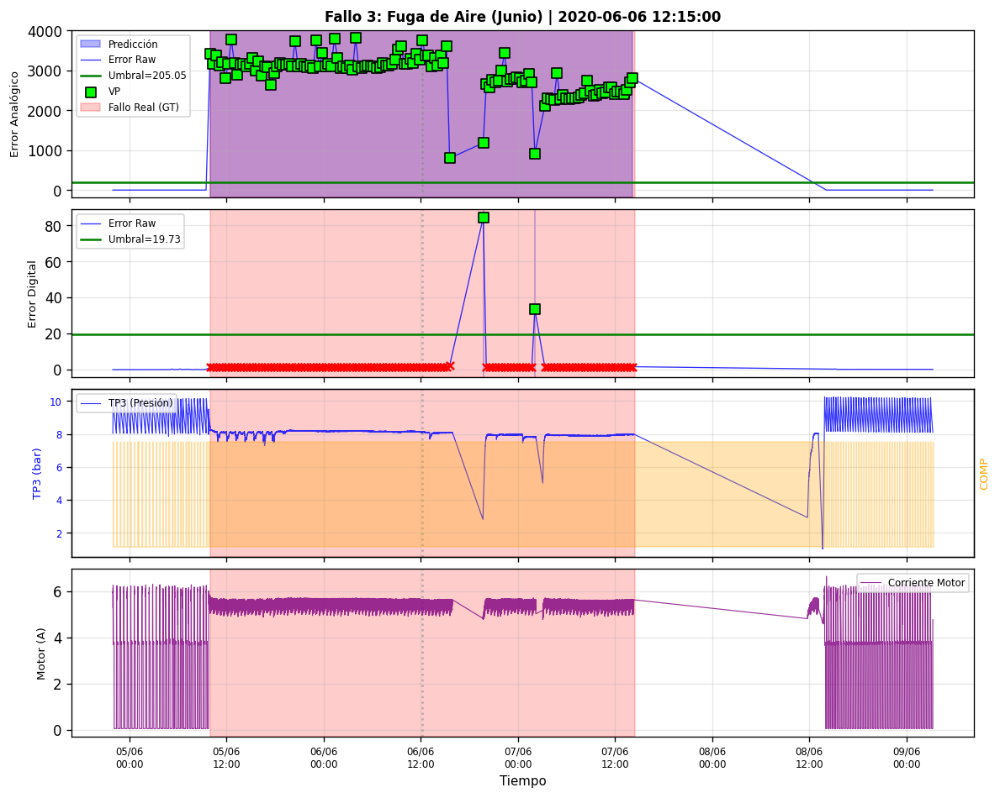 Fallo 3: Fuga de Aire (Junio) | 2020-06-06 12:15:00
Error Analógico
4000
3000
2000
1000
0
Predicción
Error Raw
Umbral=205.05
VP
Fallo Real (GT)
Error Digital
80
60
40
20
0
Error Raw
Umbral=19.73
TP3 (bar)
10
8
6
4
2
TP3 (Presión)
COMP
Motor (A)
6
4
2
0
Corriente Motor
05/06
00:00
05/06
12:00
06/06
00:00
06/06
12:00
07/06
00:00
07/06
12:00
08/06
00:00
08/06
12:00
09/06
00:00
Tiempo